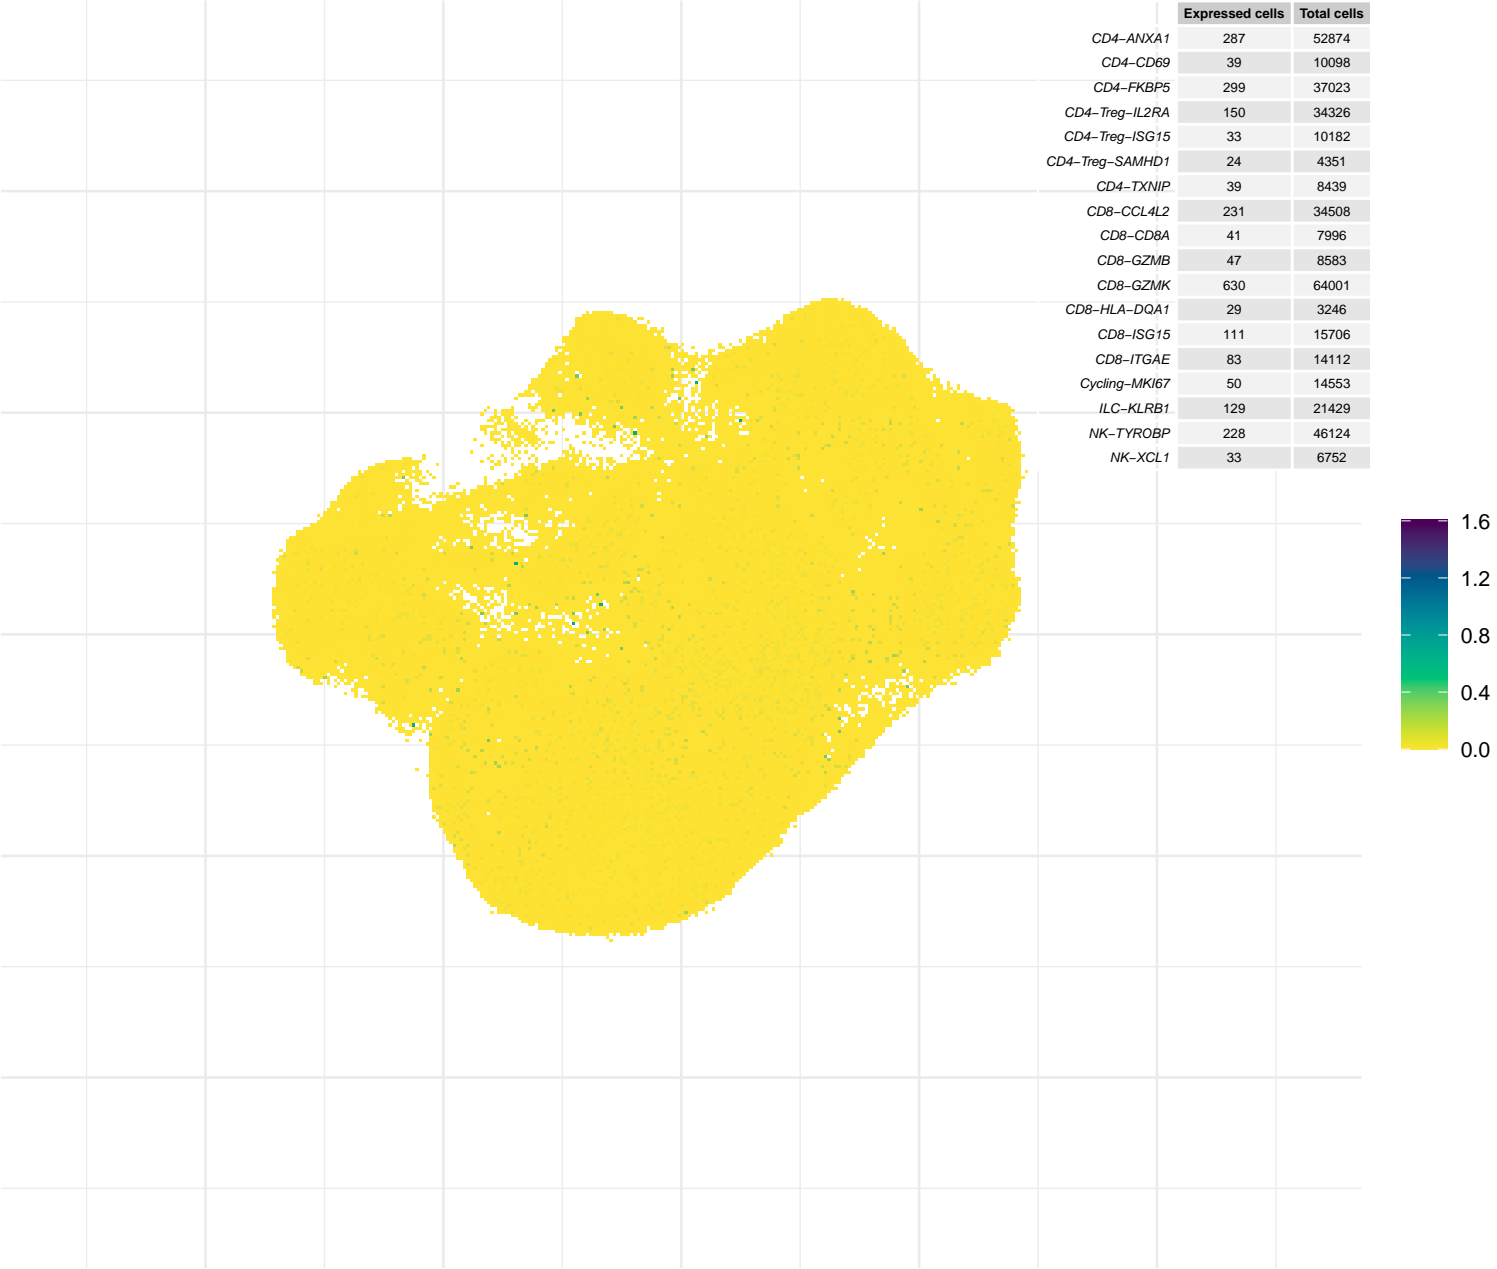 Expressed cells Total cells
CD4−ANXA1 287 52874
CD4−CD69 39 10098
CD4−FKBP5 299 37023
CD4−Treg−IL2RA 150 34326
CD4−Treg−ISG15 33 10182
CD4−Treg−SAMHD1 24 4351
CD4−TXNIP 39 8439
CD8−CCL4L2 231 34508
CD8−CD8A 41 7996
CD8−GZMB 47 8583
CD8−GZMK 630 64001
CD8−HLA−DQA1 29 3246
CD8−ISG15 111 15706
CD8−ITGAE 83 14112
Cycling−MKI67 50 14553
ILC−KLRB1 129 21429
NK−TYROBP 228 46124
NK−XCL1 33 6752
1.6
1.2
0.8
0.4
0.0